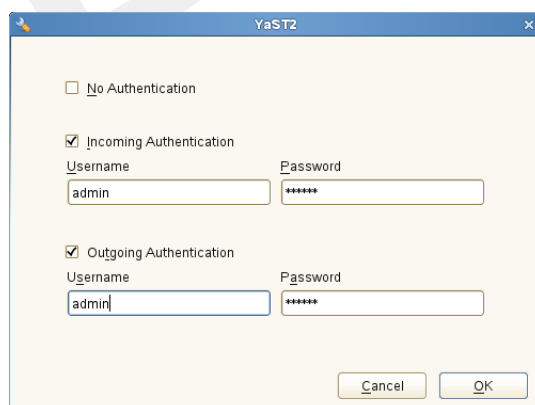 YaST2
No Authentication
Incoming Authentication
Username Password
admin ******
Outgoing Authentication
Username Password
admin ******
Cancel OK